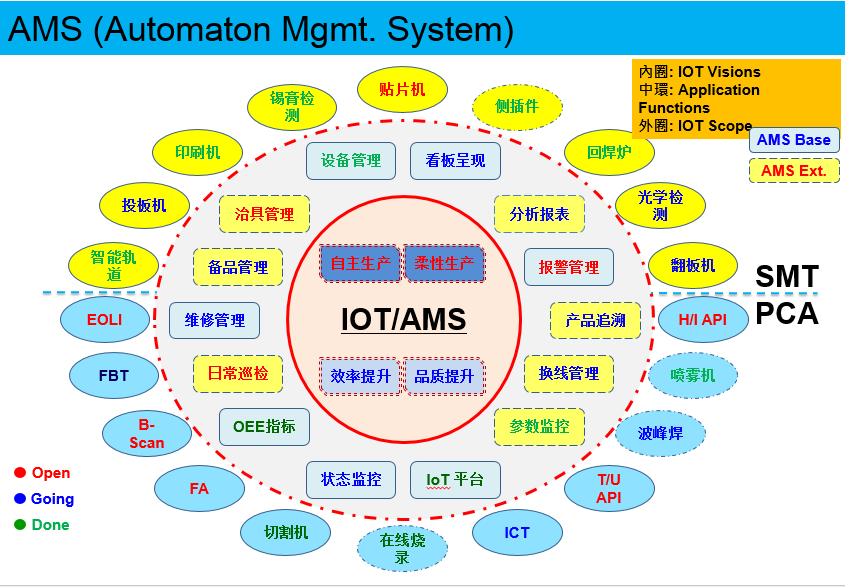 AMS (Automaton Mgmt. System)
內圈: IOT Visions
中環: Application
Functions
外圈: IOT Scope
AMS Base
AMS Ext.
贴片机
锡膏检
测
侧插件
印刷机
回焊炉
投板机
光学检
测
智能轨
道
翻板机
SMT
PCA
设备管理
看板呈现
治具管理
分析报表
备品管理
报警管理
维修管理
产品追溯
日常巡检
换线管理
OEE指标
参数监控
状态监控
IoT 平台
自主生产
柔性生产
IOT/AMS
效率提升
品质提升
EOLI
H/I API
FBT
喷雾机
B-
Scan
波峰焊
FA
T/U
API
切割机
在线烧
录
ICT
Open
Going
Done